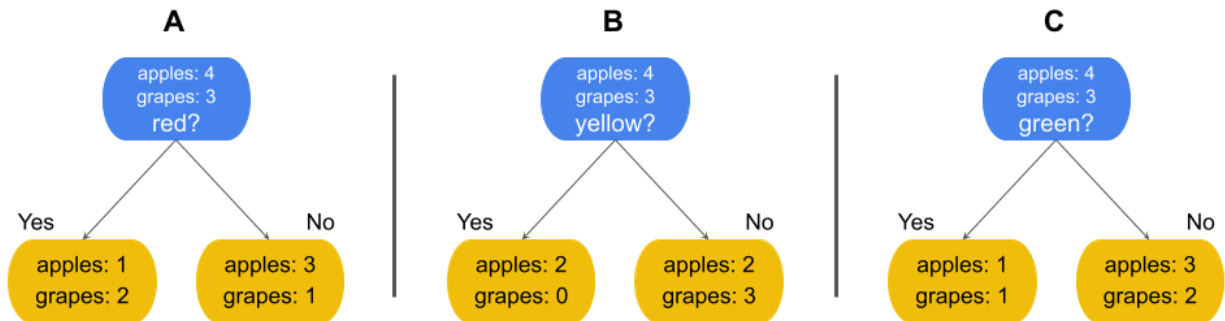 A
apples: 4
grapes: 3
red?
Yes
No
apples: 1
grapes: 2
apples: 3
grapes: 1
B
apples: 4
grapes: 3
yellow?
Yes
No
apples: 2
grapes: 0
apples: 2
grapes: 3
C
apples: 4
grapes: 3
green?
Yes
No
apples: 1
grapes: 1
apples: 3
grapes: 2